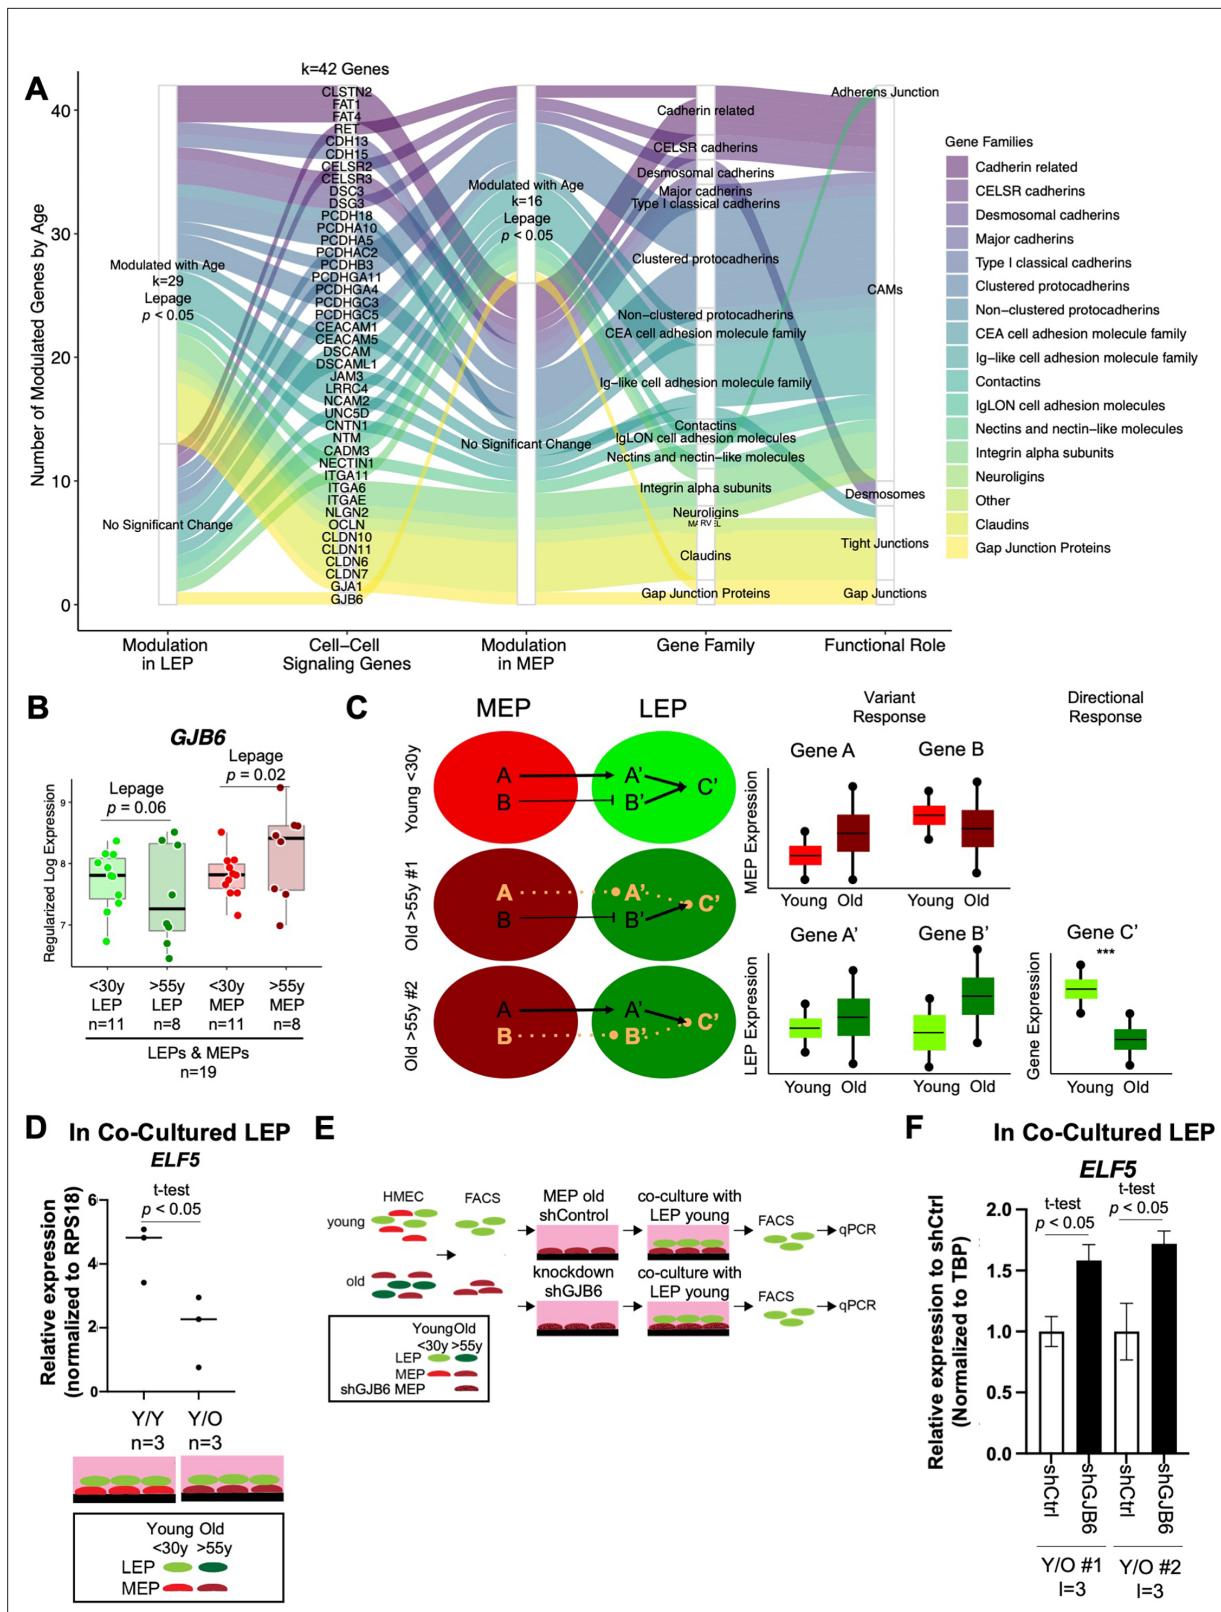 A
k=42 Genes
Number of Modulated Genes by Age
40
30
20
10
0
Modulated with Age
k=29
Lepage
p < 0.05
No Significant Change
CLSTN2
FAT1
FAT4
RET
CDH13
CDH15
CELSR2
CELSR3
DSC3
DSG3
PCDH18
PCDHA10
PCDHA5
PCDHAC2
PCDHB3
PCDHGA11
PCDHGA4
PCDHGC3
PCDHGC5
CEACAM1
CEACAM5
DSCAM
DSCAML1
JAM3
LRRC4
NCAM2
UNC5D
CNTN1
NTM
CADM3
NECTIN1
ITGA11
ITGA6
ITGAE
NLGN2
OCLN
CLDN10
CLDN11
CLDN6
CLDN7
GJA1
GJB6
Modulated with Age
k=16
Lepage
p < 0.05
No Significant Change
Cadherin related
CELSR cadherins
Desmosomal cadherins
Major cadherins
Type I classical cadherins
Clustered protocadherins
Non-clustered protocadherins
CEA cell adhesion molecule family
Ig-like cell adhesion molecule family
Contactins
IgLON cell adhesion molecules
Nectins and nectin-like molecules
Integrin alpha subunits
Neuroligins
MARVEL
Claudins
Gap Junction Proteins
Adherens Junction
CAMs
Desmosomes
Tight Junctions
Gap Junctions
Modulation
in LEP
Cell-Cell
Signaling Genes
Modulation
in MEP
Gene Family
Functional Role
Gene Families
Cadherin related
CELSR cadherins
Desmosomal cadherins
Major cadherins
Type I classical cadherins
Clustered protocadherins
Non-clustered protocadherins
CEA cell adhesion molecule family
Ig-like cell adhesion molecule family
Contactins
IgLON cell adhesion molecules
Nectins and nectin-like molecules
Integrin alpha subunits
Neuroligins
Other
Claudins
Gap Junction Proteins
B
GJB6
Lepage
p = 0.06
Lepage
p = 0.02
Regularized Log Expression
9
8
7
<30y >55y <30y >55y
LEP LEP MEP MEP
n=11 n=8 n=11 n=8
LEPs & MEPs
n=19
C
MEP LEP
Young <30y
A A' C'
B B'
Old >55y #1
A A' C'
B B'
Old >55y #2
A A' C'
B B'
Variant
Response
Directional
Response
Gene A Gene B
MEP Expression
Young Old Young Old
Gene A' Gene B'
LEP Expression
Young Old Young Old
Gene C'
***
Gene Expression
Young Old
D In Co-Cultured LEP
ELF5
t-test
p < 0.05
Relative expression
(normalized to RPS18)
6
4
2
0
Y/Y Y/O
n=3 n=3
Young Old
<30y >55y
LEP
MEP
E
HMEC FACS
young
old
MEP old
shControl
co-culture with
LEP young
FACS
qPCR
knockdown
shGJB6
co-culture with
LEP young
FACS
qPCR
Young Old
<30y >55y
LEP
MEP
shGJB6 MEP
F In Co-Cultured LEP
ELF5
t-test
p < 0.05
t-test
p < 0.05
Relative expression to shCtrl
(Normalized to TBP)
2.0
1.5
1.0
0.5
0.0
shCtrl
shGJB6
shCtrl
shGJB6
Y/O #1 Y/O #2
l=3 l=3